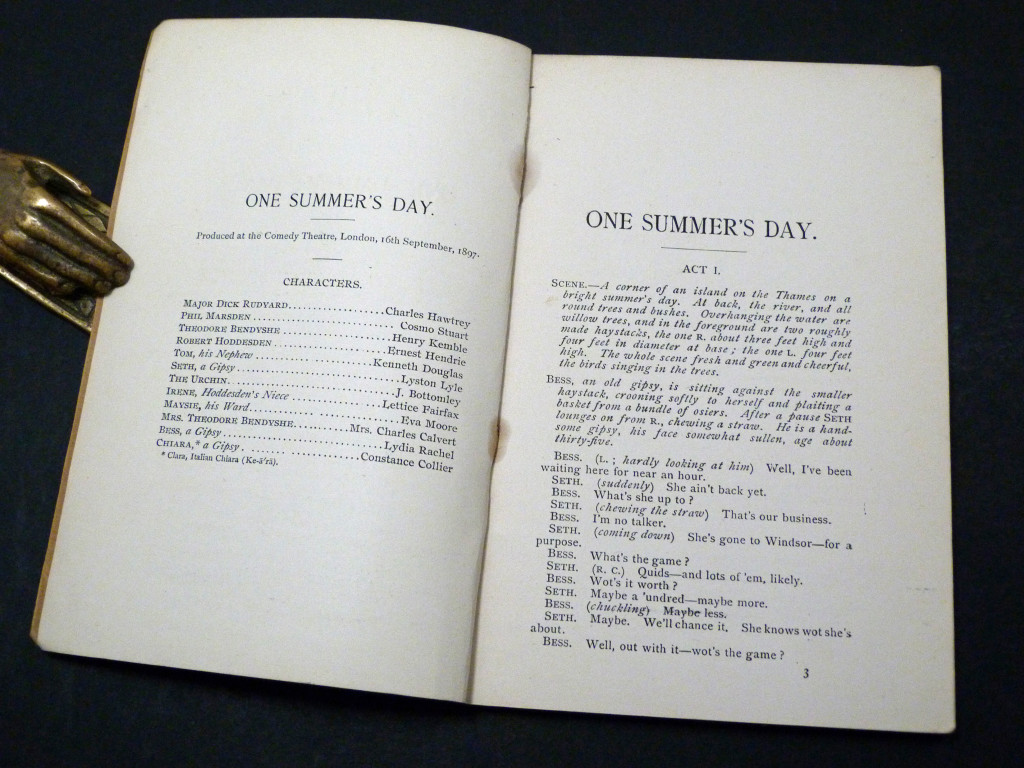 ONE SUMMER'S DAY.
Produced at the Comedy Theatre, London, 16th September, 1897.
CHARACTERS.
MAJOR DICK RUDYARD.....................Charles Hawtrey
PHIL MARSDEN............................... Cosmo Stuart
THEODORE BENDYSHE........................Henry Kemble
ROBERT HODDESDEN........................Ernest Hendrie
TOM, his Nephew..........................Kenneth Douglas
SETH, a Gipsy................................Lyston Lyle
THE URCHIN.................................J. Bottomley
IRENE, Hoddesden's Niece..................Lettice Fairfax
MAYSIE, his Ward............................Eva Moore
MRS. THEODORE BENDYSHE............Mrs. Charles Calvert
BESS, a Gipsy..............................Lydia Rachel
CHIARA,* a Gipsy........................Constance Collier
* Clara, Italian Chiara (Ke-ä'rä).
ONE SUMMER'S DAY.
ACT I.
SCENE.—A corner of an island on the Thames on a
bright summer's day. At back, the river, and all
round trees and bushes. Overhanging the water are
willow trees, and in the foreground are two roughly
made haystacks, the one R. about three feet high and
four feet in diameter at base; the one L. four feet
high. The whole scene fresh and green and cheerful,
the birds singing in the trees.
BESS, an old gipsy, is sitting against the smaller
haystack, crooning softly to herself and plaiting a
basket from a bundle of osiers. After a pause SETH
lounges on from R., chewing a straw. He is a hand-
some gipsy, his face somewhat sullen, age about
thirty-five.
BESS. (L.; hardly looking at him) Well, I've been
waiting here for near an hour.
SETH. (suddenly) She ain't back yet.
BESS. What's she up to?
SETH. (chewing the straw) That's our business.
BESS. I'm no talker.
SETH. (coming down) She's gone to Windsor—for a
purpose.
BESS. What's the game?
SETH. (R. C.) Quids—and lots of 'em, likely.
BESS. Wot's it worth?
SETH. Maybe a 'undred—maybe more.
BESS. (chuckling) Maybe less.
SETH. Maybe. We'll chance it. She knows wot she's
about.
BESS. Well, out with it—wot's the game?
3